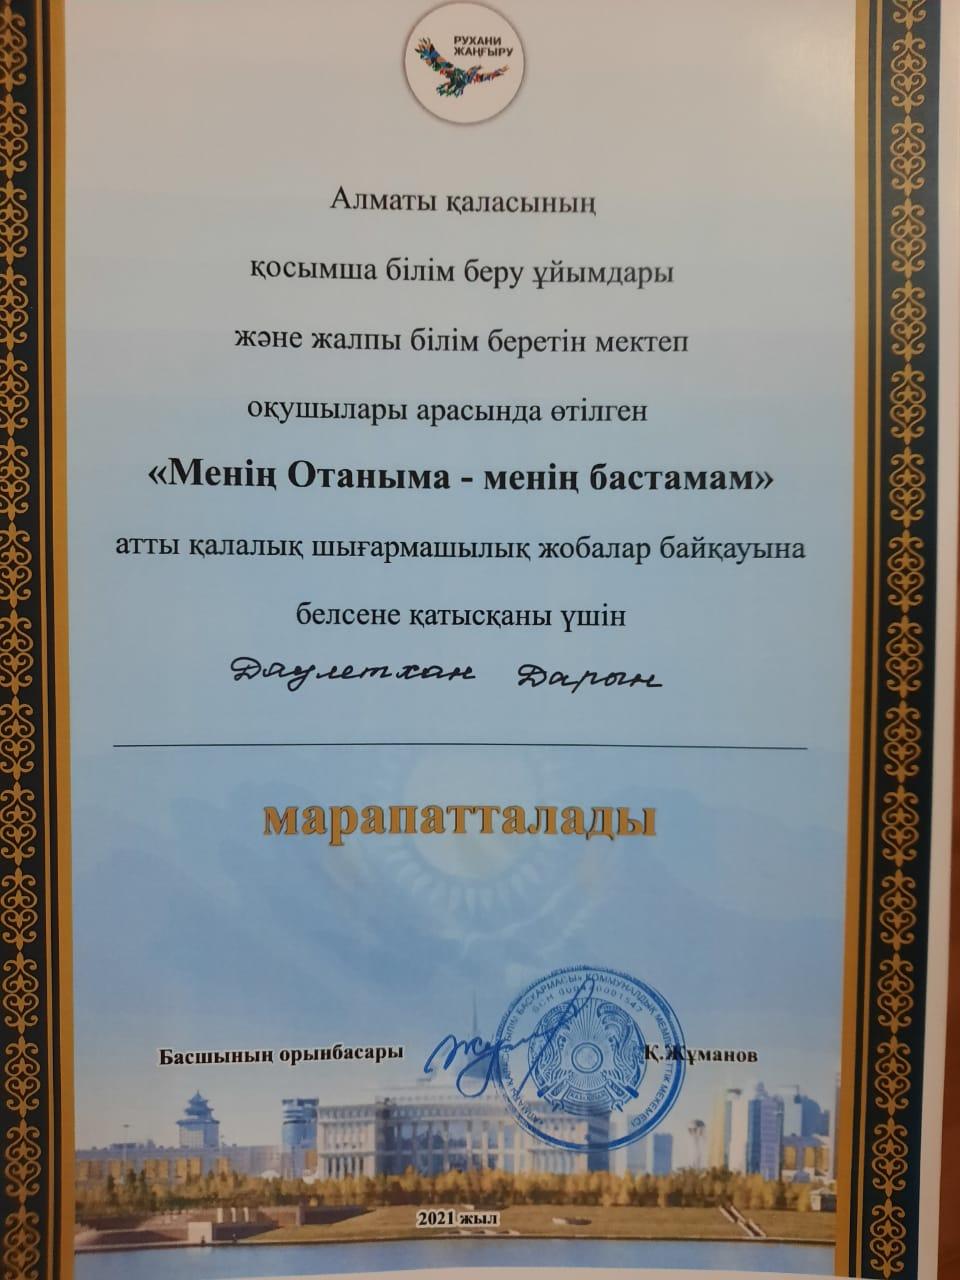 РУХАНИ
ЖАҢҒЫРУ
Алматы қаласының
қосымша білім беру ұйымдары
және жалпы білім беретін мектеп
оқушылары арасында өтілген
«Менің Отаныма - менің бастамам»
атты қалалық шығармашылық жобалар байқауына
белсене қатысқаны үшін
Даулетхан Дарын
марапатталады
Басшының орынбасары Қ.Жұманов
2021 жыл